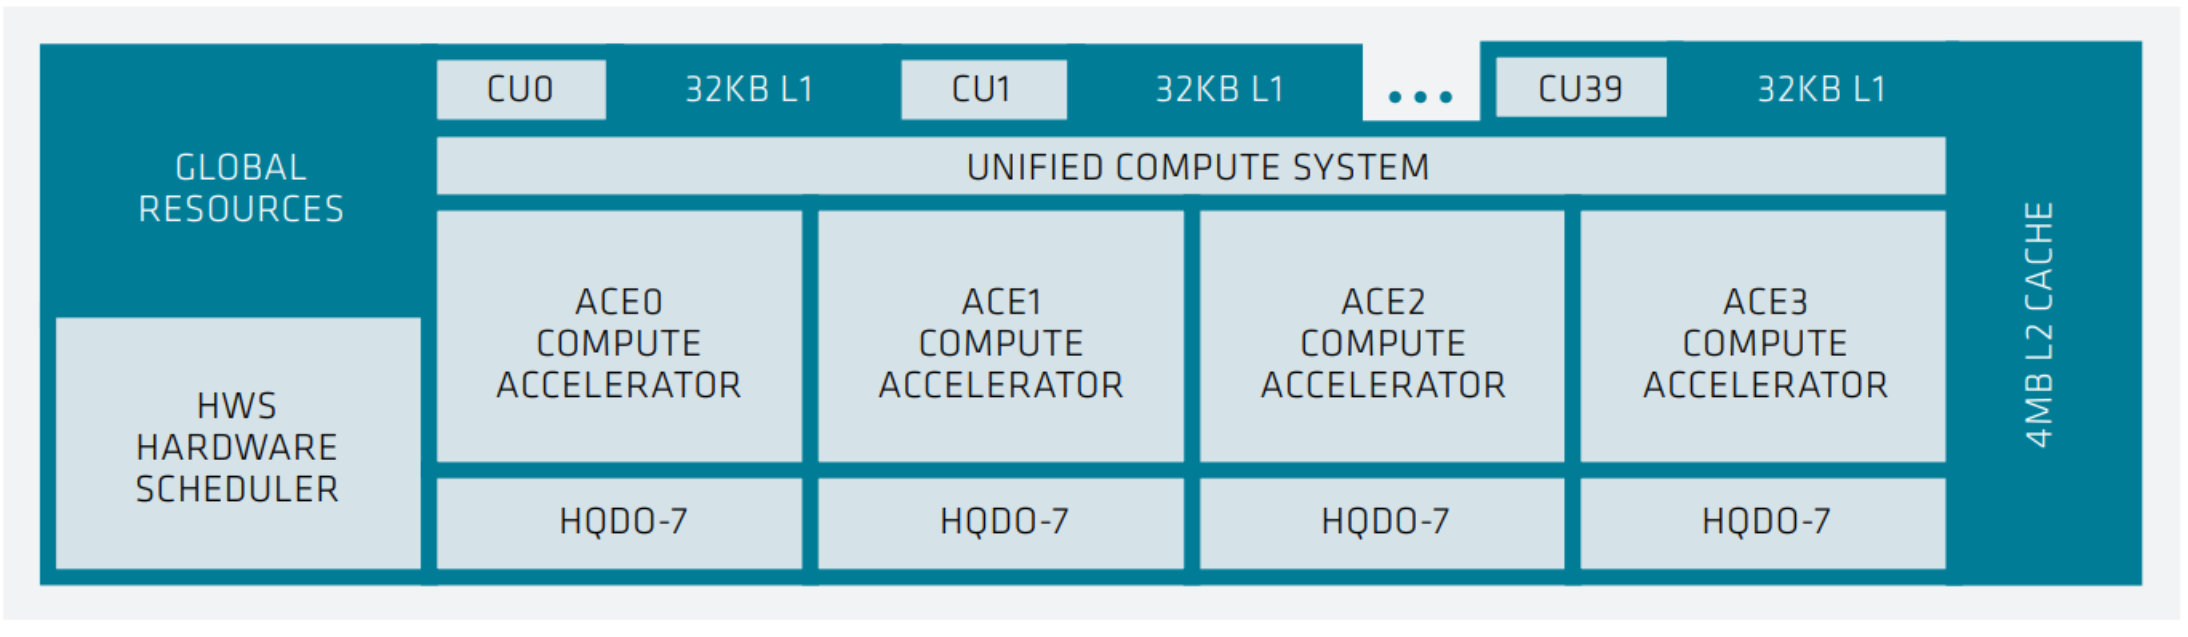 CU0
32KB L1
CU1
32KB L1
...
CU39
32KB L1
GLOBAL
RESOURCES
UNIFIED COMPUTE SYSTEM
HWS
HARDWARE
SCHEDULER
ACE0
COMPUTE
ACCELERATOR
ACE1
COMPUTE
ACCELERATOR
ACE2
COMPUTE
ACCELERATOR
ACE3
COMPUTE
ACCELERATOR
HQD0-7
HQD0-7
HQD0-7
HQD0-7
4MB L2 CACHE